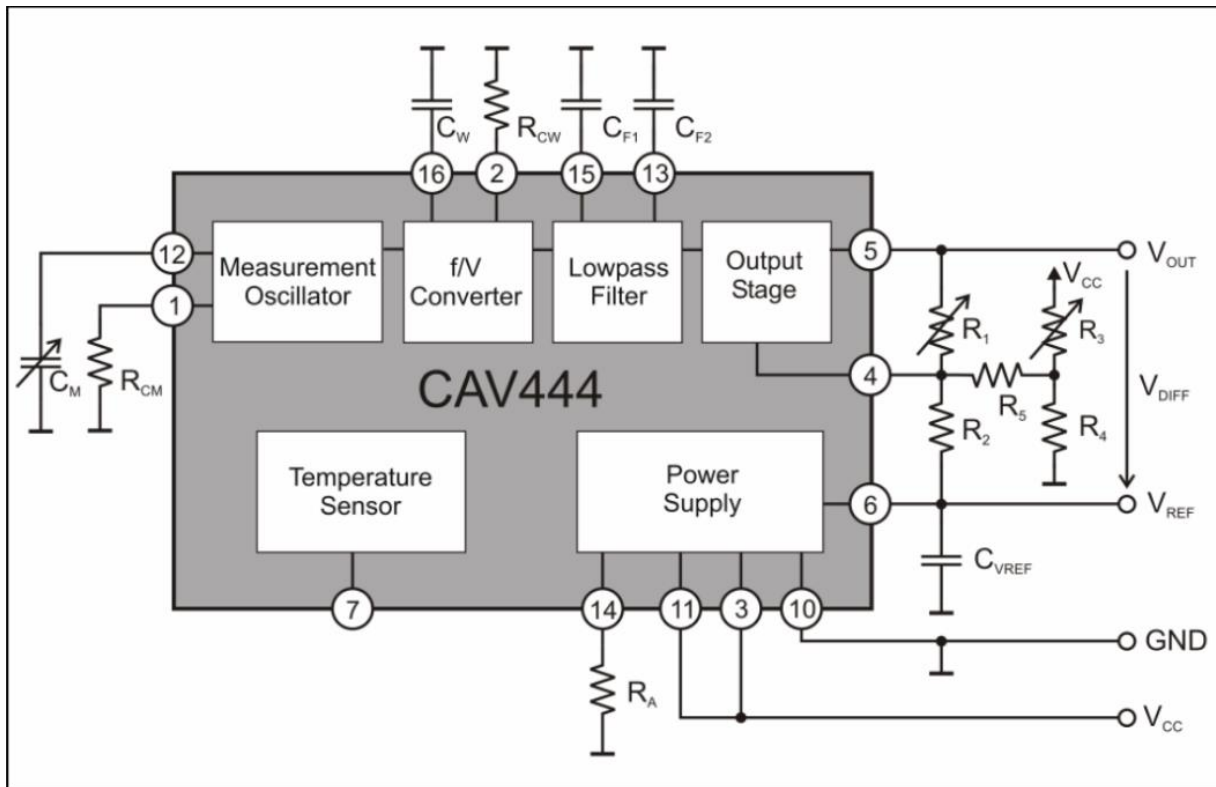 C_W
R_CW
C_F1
C_F2
16
2
15
13
12
Measurement
Oscillator
f/V
Converter
Lowpass
Filter
Output
Stage
5
V_OUT
1
V_CC
R_1
R_3
C_M
R_CM
CAV444
4
R_5
V_DIFF
R_2
R_4
Temperature
Sensor
Power
Supply
6
V_REF
C_VREF
7
14
11
3
10
GND
R_A
V_CC